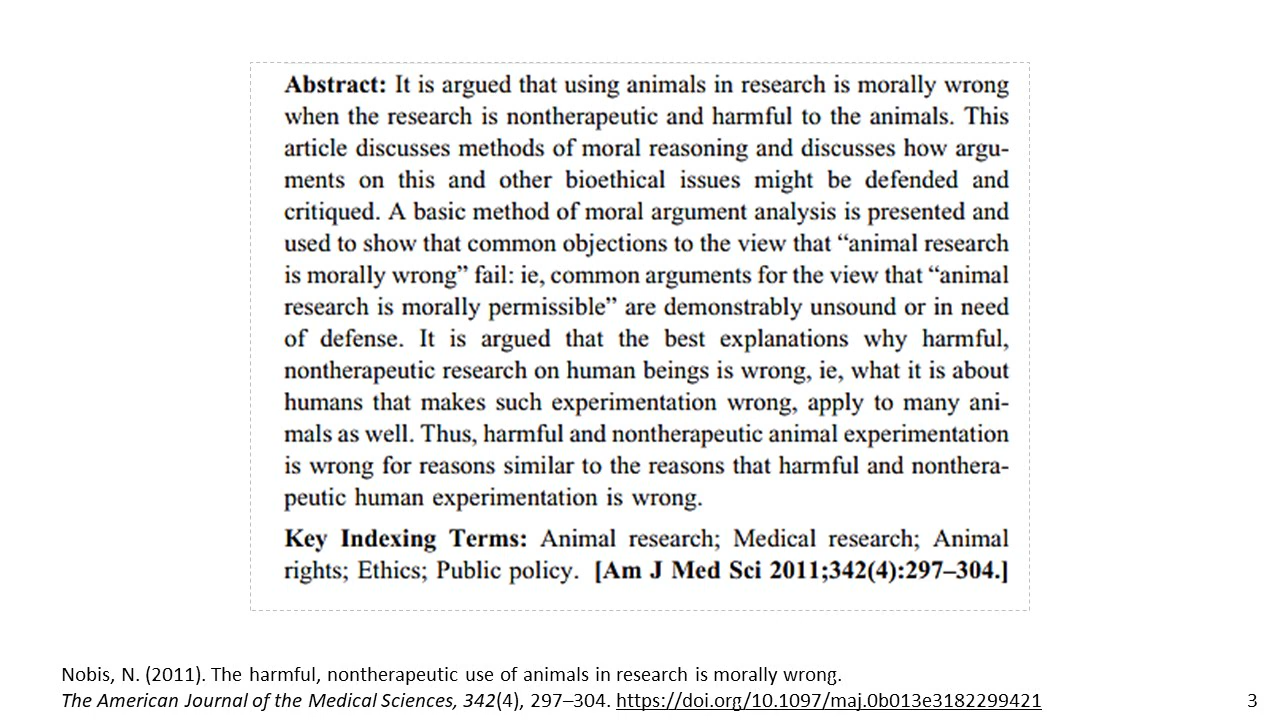 Abstract: It is argued that using animals in research is morally wrong
when the research is nontherapeutic and harmful to the animals. This
article discusses methods of moral reasoning and discusses how argu-
ments on this and other bioethical issues might be defended and
critiqued. A basic method of moral argument analysis is presented and
used to show that common objections to the view that “animal research
is morally wrong” fail: ie, common arguments for the view that “animal
research is morally permissible” are demonstrably unsound or in need
of defense. It is argued that the best explanations why harmful,
nontherapeutic research on human beings is wrong, ie, what it is about
humans that makes such experimentation wrong, apply to many ani-
mals as well. Thus, harmful and nontherapeutic animal experimentation
is wrong for reasons similar to the reasons that harmful and nonthera-
peutic human experimentation is wrong.
Key Indexing Terms: Animal research; Medical research; Animal
rights; Ethics; Public policy. [Am J Med Sci 2011;342(4):297–304.]
Nobis, N. (2011). The harmful, nontherapeutic use of animals in research is morally wrong.
The American Journal of the Medical Sciences, 342(4), 297–304. https://doi.org/10.1097/maj.0b013e3182299421
3